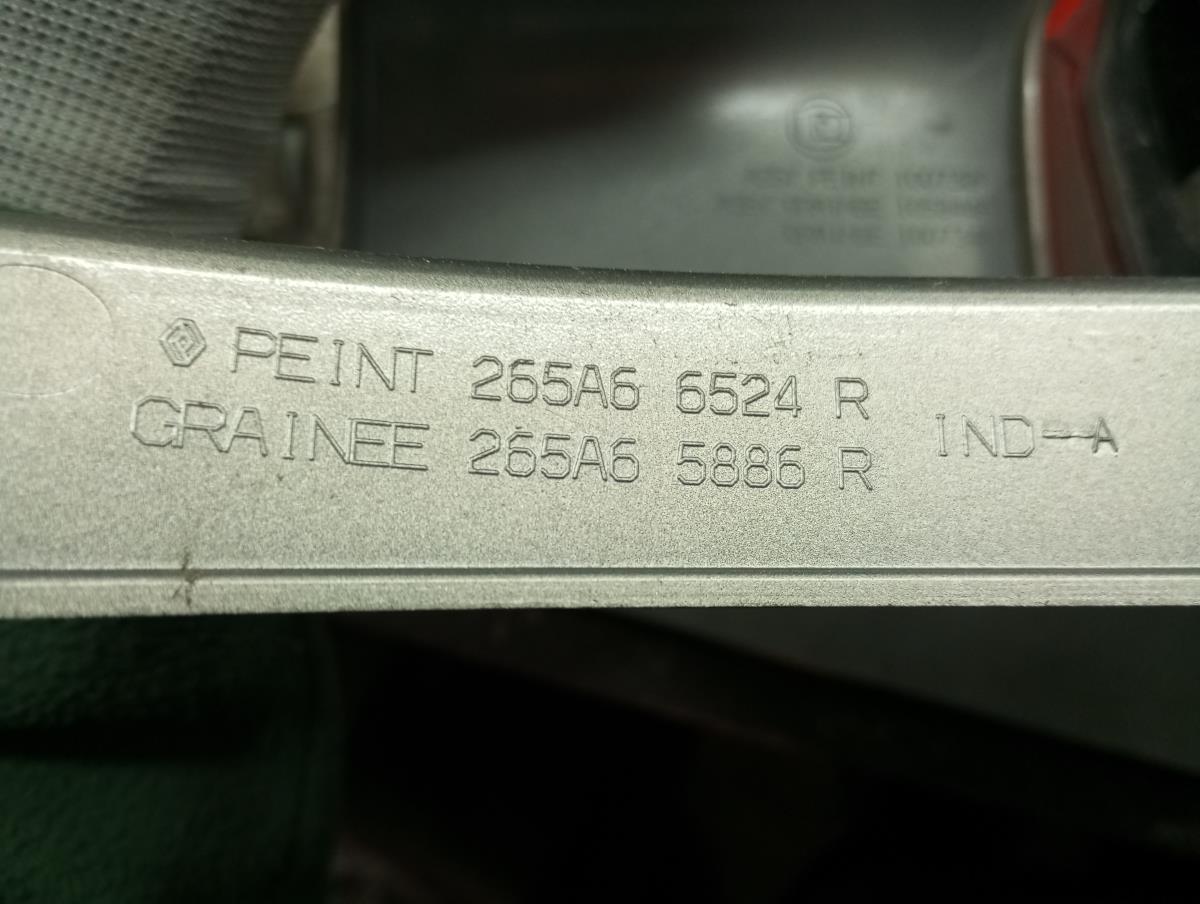 PEINT 265A6 6524 R
GRAINEE 265A6 5886 R
IND-A